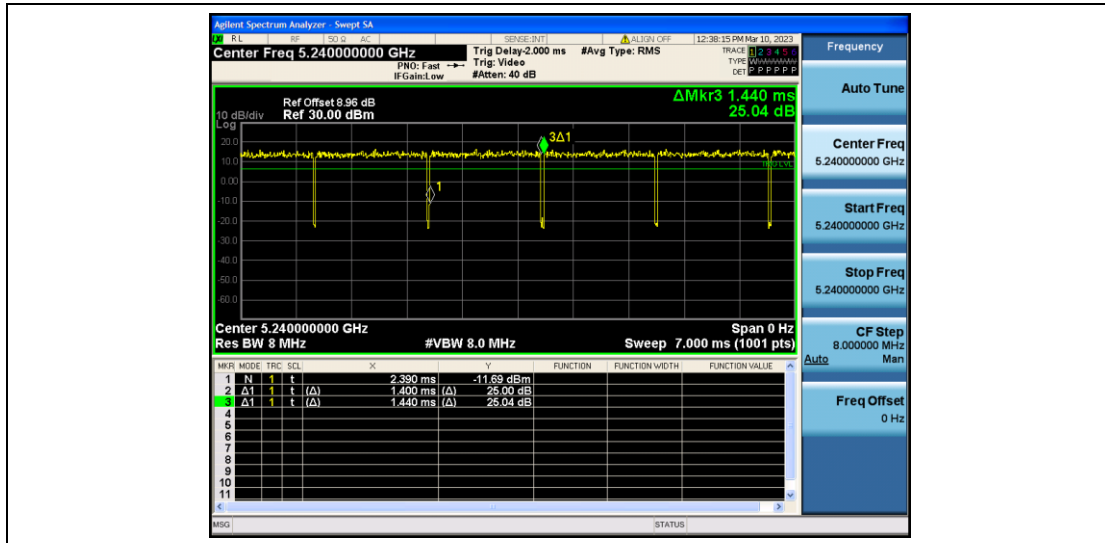 Agilent Spectrum Analyzer - Swept SA
RL RF 50 Ω AC SENSE:INT ALIGN OFF 12:38:15 PM Mar 10, 2023
Center Freq 5.240000000 GHz
PNO: Fast
IFGain:Low
Trig Delay-2.000 ms
Trig: Video
#Atten: 40 dB
#Avg Type: RMS
TRACE 1 2 3 4 5 6
TYPE
DET P P P P P P
ΔMkr3 1.440 ms
25.04 dB
Ref Offset 8.96 dB
10 dB/div Ref 30.00 dBm
Log
20.0
10.0
0.00
-10.0
-20.0
-30.0
-40.0
-50.0
-60.0
3Δ1
1
Center 5.240000000 GHz Span 0 Hz
Res BW 8 MHz #VBW 8.0 MHz Sweep 7.000 ms (1001 pts)
MKR MODE TRC SCL X Y FUNCTION FUNCTION WIDTH FUNCTION VALUE
1 N 1 t 2.390 ms -11.69 dBm
2 Δ1 1 t (Δ) 1.400 ms (Δ) 25.00 dB
3 Δ1 1 t (Δ) 1.440 ms (Δ) 25.04 dB
4
5
6
7
8
9
10
11
MSG STATUS
Frequency
Auto Tune
Center Freq
5.240000000 GHz
Start Freq
5.240000000 GHz
Stop Freq
5.240000000 GHz
CF Step
8.000000 MHz
Auto Man
Freq Offset
0 Hz